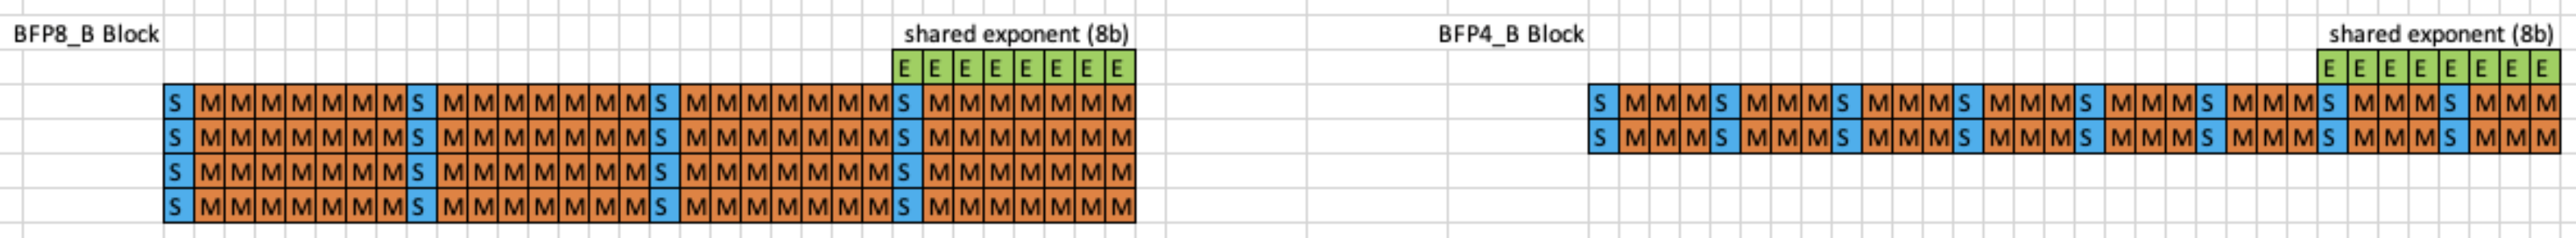 BFP8_B Block shared exponent (8b) BFP4_B Block shared exponent (8b)
E E E E E E E E E E E E E E E E
S M M M M M M M S M M M M M M M S M M M M M M M S M M M M M M M S M M M S M M M S M M M S M M M S M M M S M M M S M M M S M M M
S M M M M M M M S M M M M M M M S M M M M M M M S M M M M M M M S M M M S M M M S M M M S M M M S M M M S M M M S M M M S M M M
S M M M M M M M S M M M M M M M S M M M M M M M S M M M M M M M
S M M M M M M M S M M M M M M M S M M M M M M M S M M M M M M M